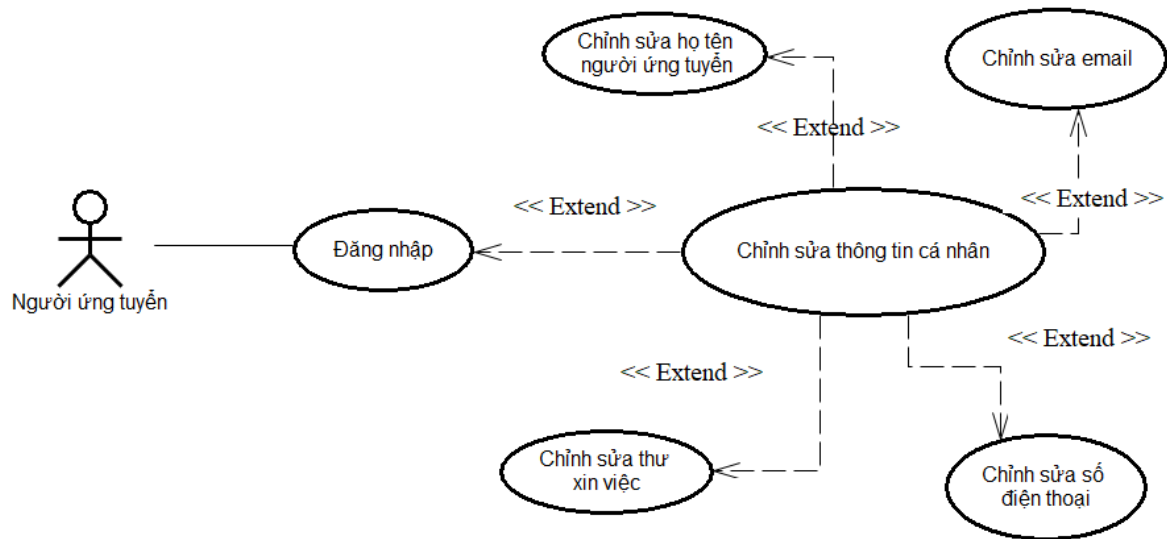 Chỉnh sửa họ tên
người ứng tuyển
Chỉnh sửa email
<< Extend >>
<< Extend >>
<< Extend >>
Đăng nhập
Chỉnh sửa thông tin cá nhân
Người ứng tuyển
<< Extend >>
<< Extend >>
Chỉnh sửa thư
xin việc
Chỉnh sửa số
điện thoại